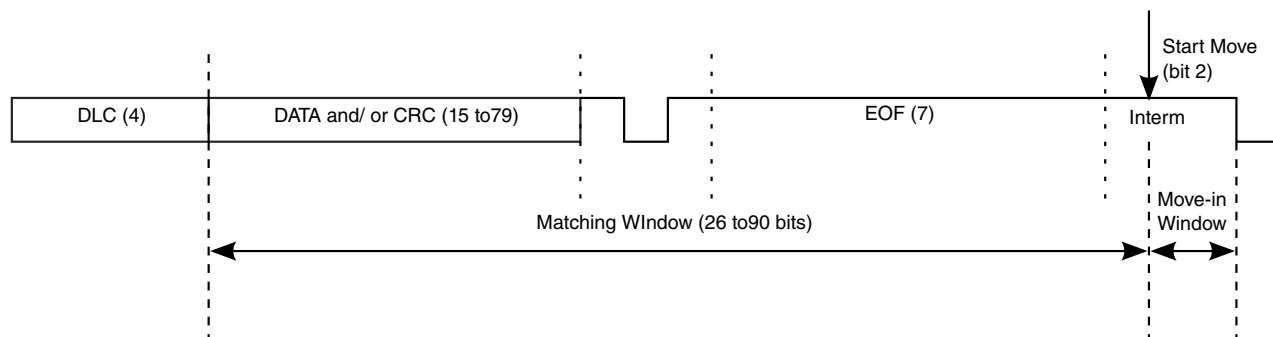 Start Move
(bit 2)
DLC (4)
DATA and/ or CRC (15 to79)
EOF (7)
Interm
Matching WIndow (26 to90 bits)
Move-in
Window